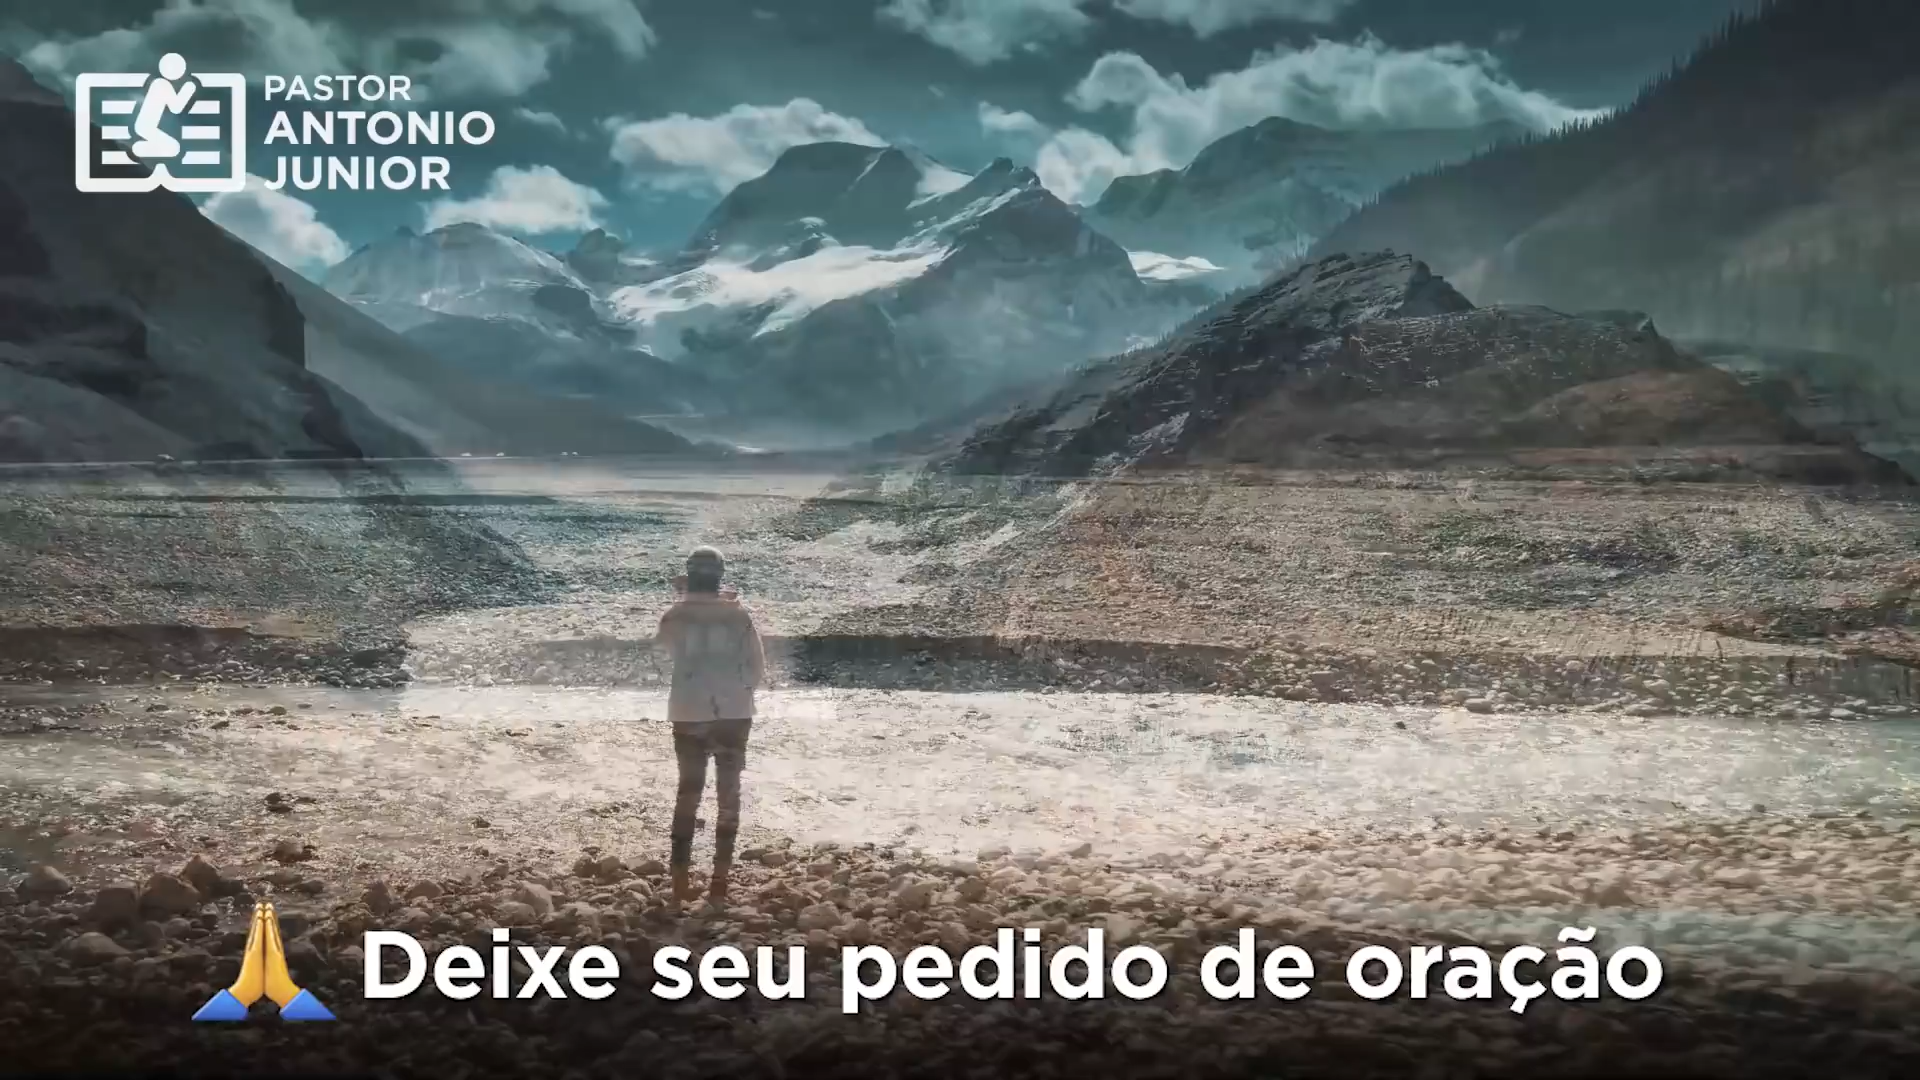 PASTOR
ANTONIO
JUNIOR
🙏 Deixe seu pedido de oração